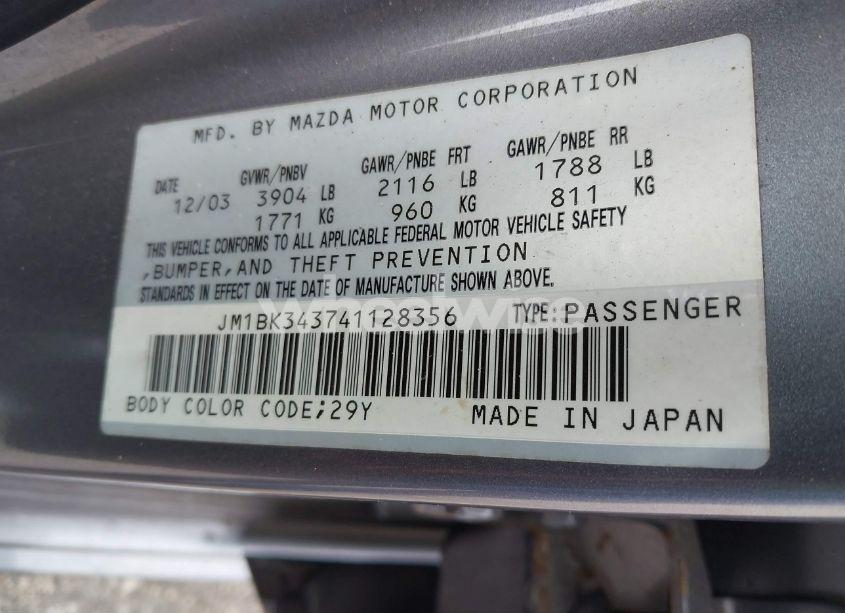 MFD. BY MAZDA MOTOR CORPORATION
DATE GVWR/PNBV GAWR/PNBE FRT GAWR/PNBE RR
12/03 3904 LB 2116 LB 1788 LB
1771 KG 960 KG 811 KG
THIS VEHICLE CONFORMS TO ALL APPLICABLE FEDERAL MOTOR VEHICLE SAFETY
,BUMPER,AND THEFT PREVENTION
STANDARDS IN EFFECT ON THE DATE OF MANUFACTURE SHOWN ABOVE.
JM1BK343741128356 TYPE:PASSENGER
BODY COLOR CODE;29Y MADE IN JAPAN